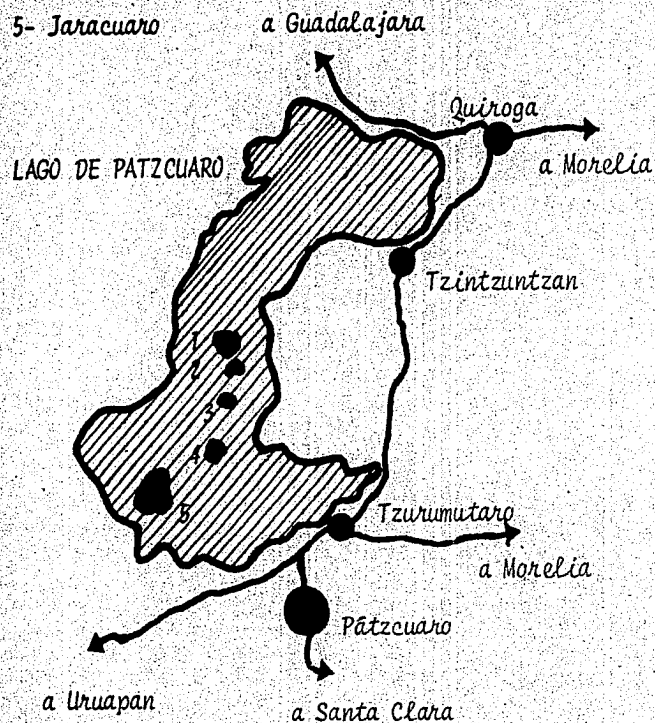 5- Jaracuaro
a Guadalajara
Quiroga
LAGO DE PATZCUARO
a Morelia
Tzintzuntzan
1
2
3
4
5
Tzurumutaro
a Morelia
Pátzcuaro
a Uruapán
a Santa Clara